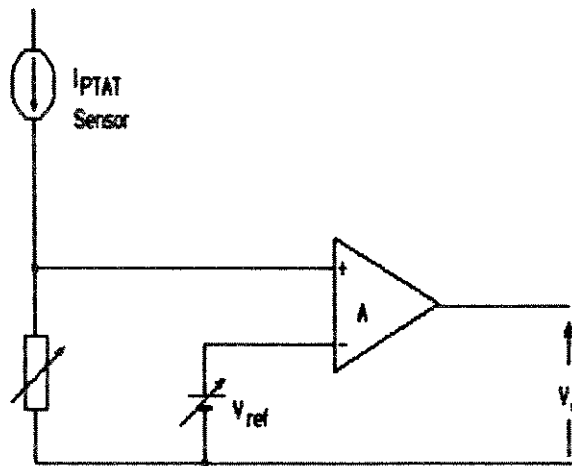 IPTAT
Sensor
+
A
-
Vref